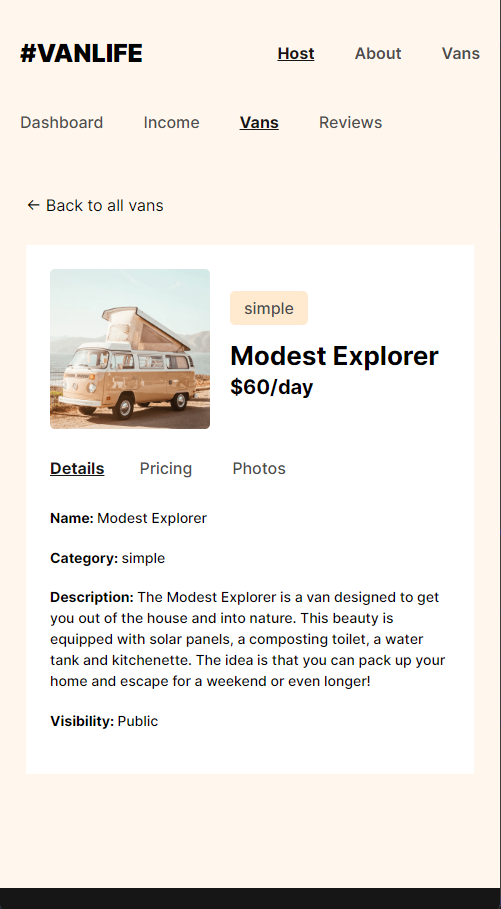 #VANLIFE Host About Vans
Dashboard Income Vans Reviews
← Back to all vans
simple
Modest Explorer
$60/day
Details Pricing Photos
Name: Modest Explorer
Category: simple
Description: The Modest Explorer is a van designed to get
you out of the house and into nature. This beauty is
equipped with solar panels, a composting toilet, a water
tank and kitchenette. The idea is that you can pack up your
home and escape for a weekend or even longer!
Visibility: Public